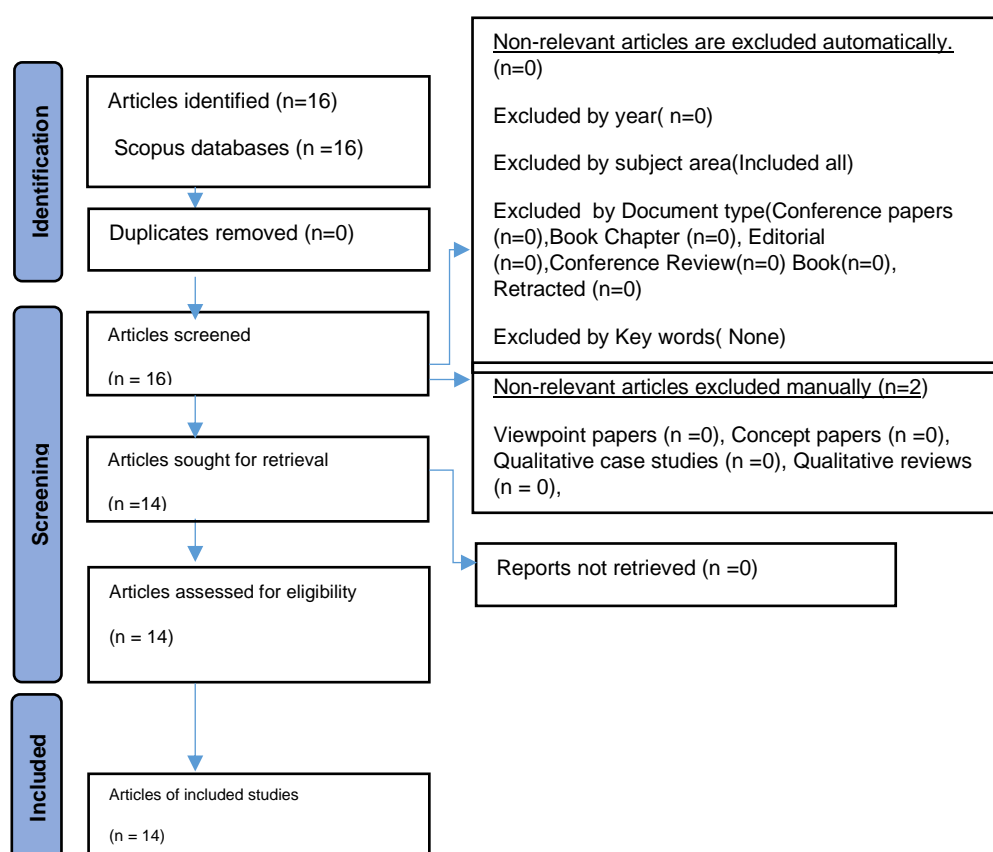 Identification
Articles identified (n=16)
Scopus databases (n =16)
Duplicates removed (n=0)
Non-relevant articles are excluded automatically.
(n=0)
Excluded by year( n=0)
Excluded by subject area(Included all)
Excluded  by Document type(Conference papers
(n=0),Book Chapter (n=0), Editorial
(n=0),Conference Review(n=0) Book(n=0),
Retracted (n=0)
Excluded by Key words( None)
Screening
Articles screened
(n = 16)
Non-relevant articles excluded manually (n=2)
Viewpoint papers (n =0), Concept papers (n =0),
Qualitative case studies (n =0), Qualitative reviews
(n = 0),
Articles sought for retrieval
(n =14)
Reports not retrieved (n =0)
Articles assessed for eligibility
(n = 14)
Included
Articles of included studies
(n = 14)